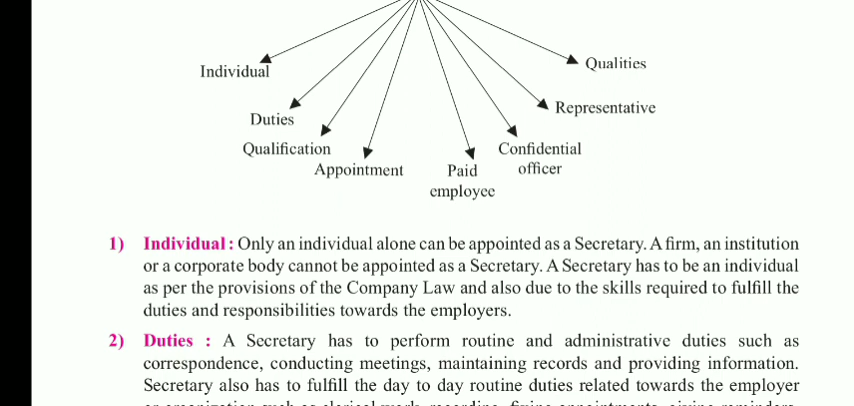 Individual
Qualities
Duties
Representative
Qualification
Confidential
officer
Appointment
Paid
employee
1) Individual : Only an individual alone can be appointed as a Secretary. A firm, an institution
or a corporate body cannot be appointed as a Secretary. A Secretary has to be an individual
as per the provisions of the Company Law and also due to the skills required to fulfill the
duties and responsibilities towards the employers.
2) Duties : A Secretary has to perform routine and administrative duties such as
correspondence, conducting meetings, maintaining records and providing information.
Secretary also has to fulfill the day to day routine duties related towards the employer